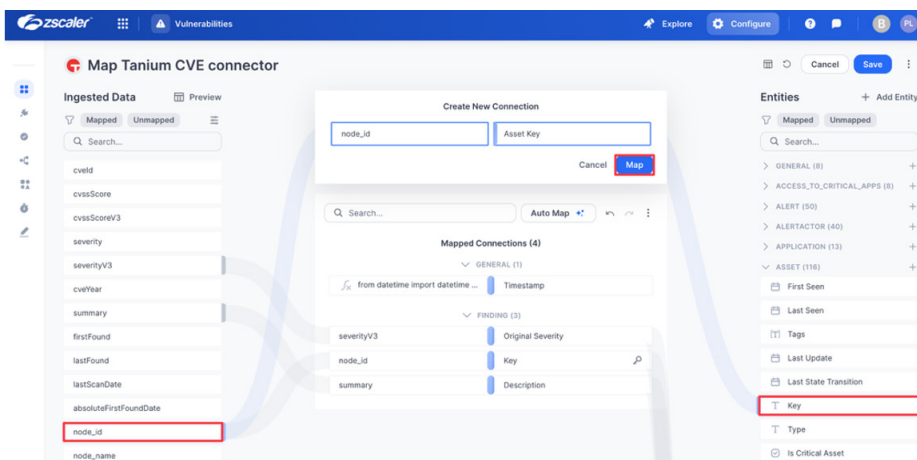 zscaler
Vulnerabilities
Explore
Configure
B
PL
Map Tanium CVE connector
Cancel
Save
Ingested Data
Preview
Mapped
Unmapped
Search...
cveId
cvssScore
cvssScoreV3
severity
severityV3
cveYear
summary
firstFound
lastFound
lastScanDate
absoluteFirstFoundDate
node_id
node_name
Create New Connection
node_id
Asset Key
Cancel
Map
Search...
Auto Map
Mapped Connections (4)
GENERAL (1)
from datetime import datetime ...
Timestamp
FINDING (3)
severityV3
Original Severity
node_id
Key
summary
Description
Entities
+ Add Entity
Mapped
Unmapped
Search...
GENERAL (8)
ACCESS_TO_CRITICAL_APPS (8)
ALERT (50)
ALERTACTOR (40)
APPLICATION (13)
ASSET (116)
First Seen
Last Seen
Tags
Last Update
Last State Transition
Key
Type
Is Critical Asset